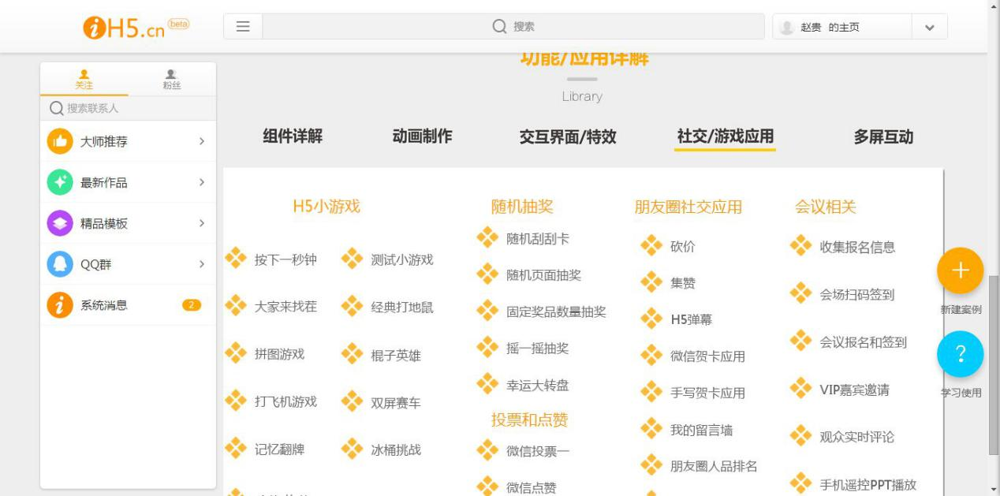 iH5.cn beta
搜索
赵贵 的主页
关注
粉丝
搜索联系人
大师推荐
最新作品
精品模板
QQ群
系统消息 2
功能/应用详解
Library
组件详解 动画制作 交互界面/特效 社交/游戏应用 多屏互动
H5小游戏
按下一秒钟 测试小游戏
大家来找茬 经典打地鼠
拼图游戏 棍子英雄
打飞机游戏 双屏赛车
记忆翻牌 冰桶挑战
随机抽奖
随机刮刮卡
随机页面抽奖
固定奖品数量抽奖
摇一摇抽奖
幸运大转盘
投票和点赞
微信投票一
微信点赞
朋友圈社交应用
砍价
集赞
H5弹幕
微信贺卡应用
手写贺卡应用
我的留言墙
朋友圈人品排名
会议相关
收集报名信息
会场扫码签到
会议报名和签到
VIP嘉宾邀请
观众实时评论
手机遥控PPT播放
新建案例
?
学习使用